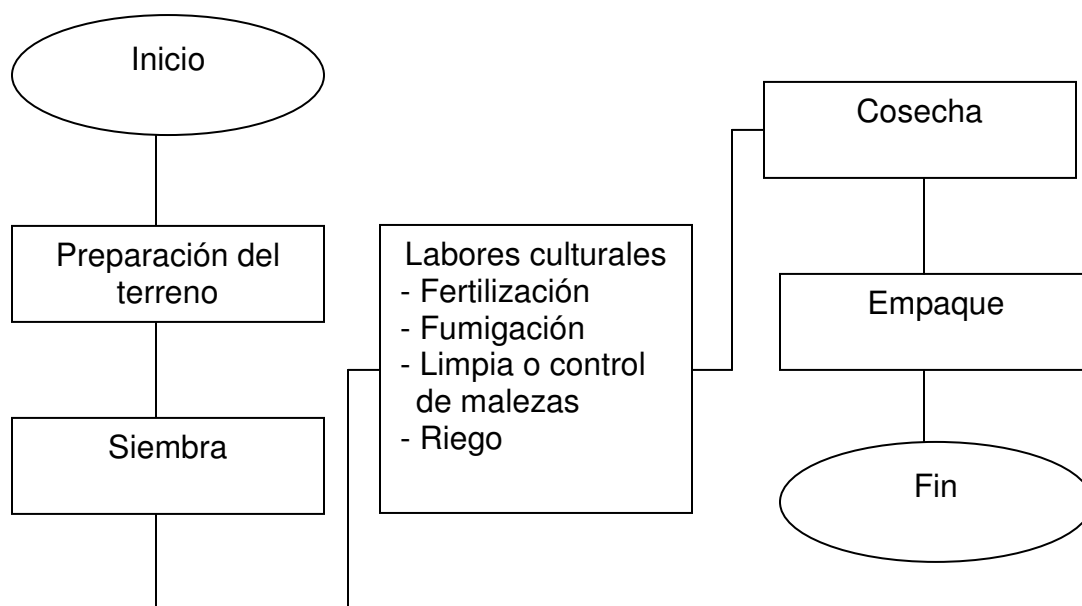 Inicio
Preparación del
terreno
Siembra
Labores culturales
- Fertilización
- Fumigación
- Limpia o control
de malezas
- Riego
Cosecha
Empaque
Fin